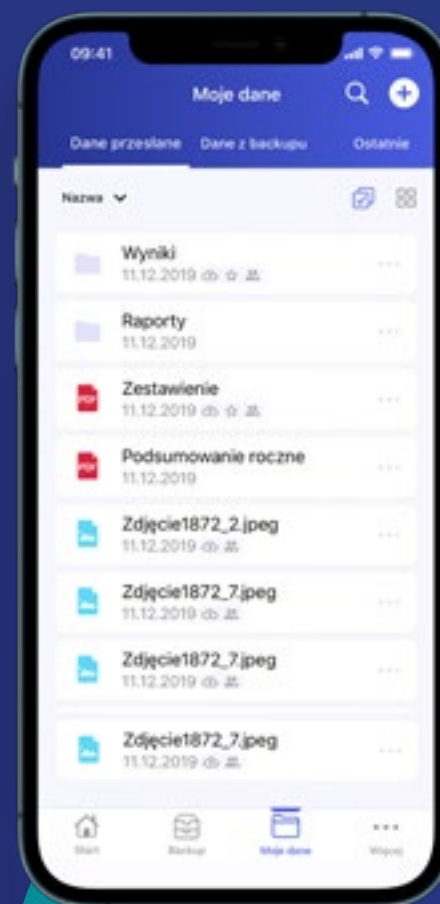 09:41
Moje dane
Dane przesłane Dane z backupu Ostatnie
Nazwa
Wyniki
11.12.2019
Raporty
11.12.2019
PDF
Zestawienie
11.12.2019
PDF
Podsumowanie roczne
11.12.2019
Zdjęcie1872_2.jpeg
11.12.2019
Zdjęcie1872_7.jpeg
11.12.2019
Zdjęcie1872_7.jpeg
11.12.2019
Zdjęcie1872_7.jpeg
11.12.2019
Start Backup Moje dane Więcej